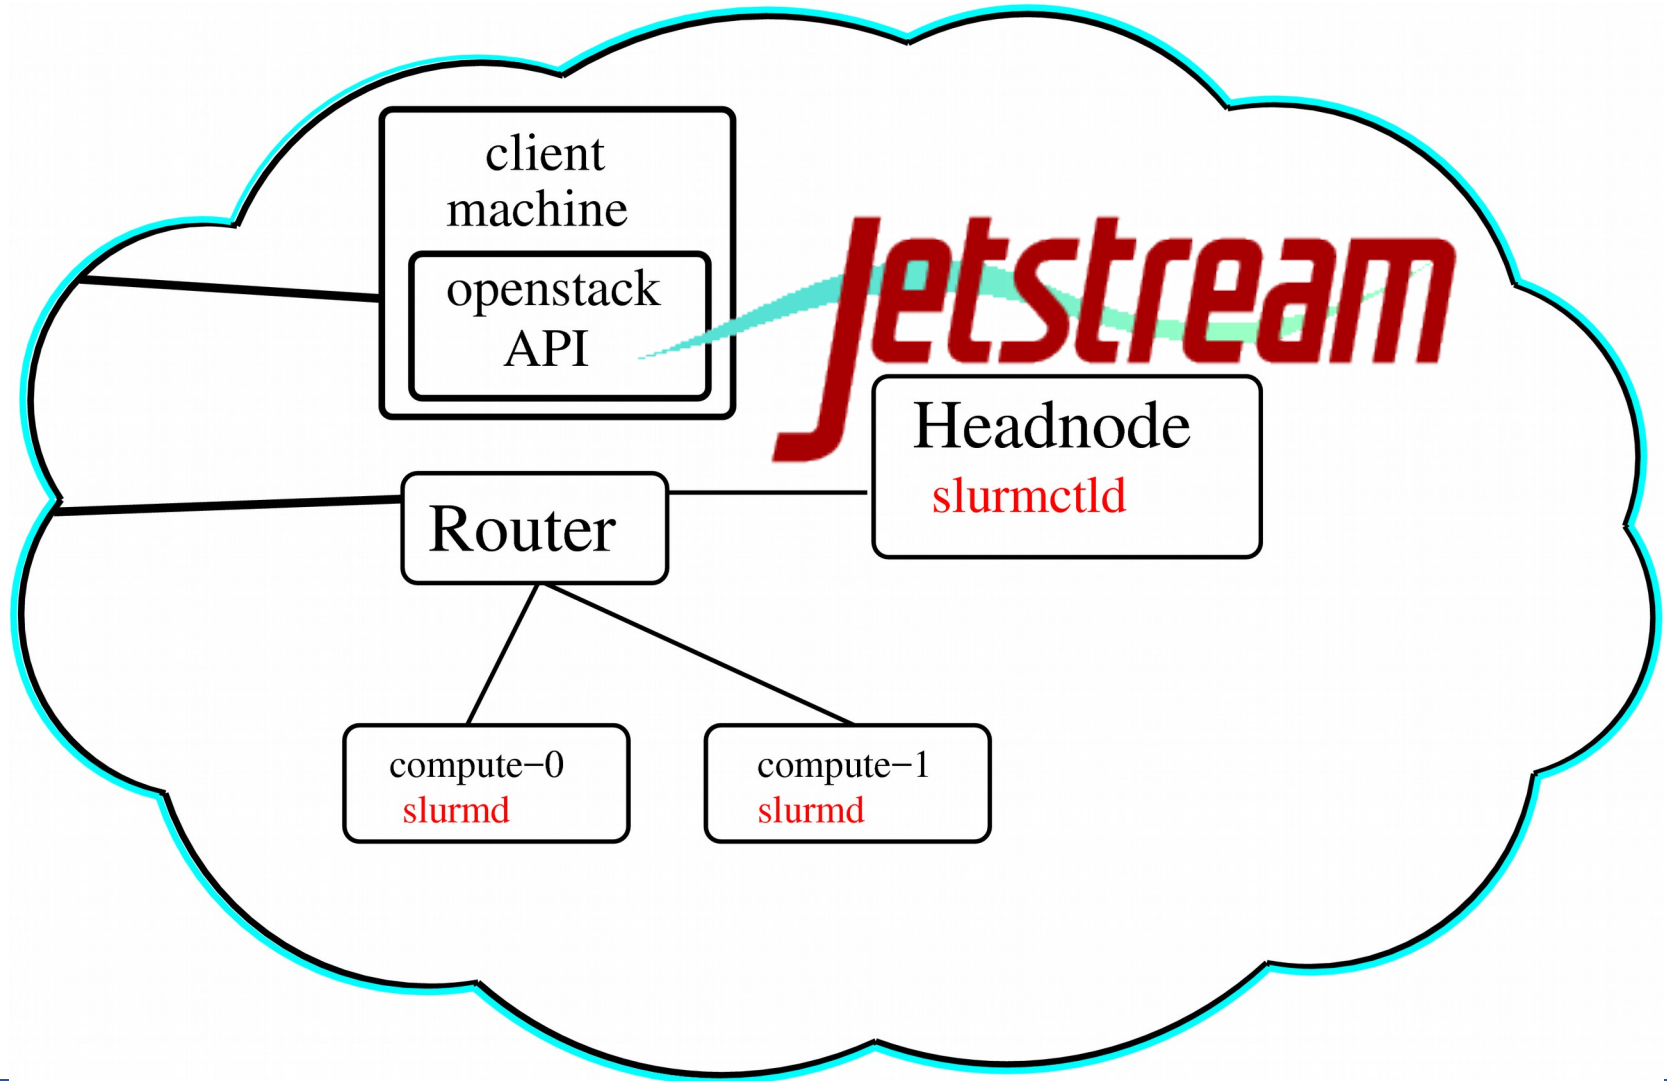 client
machine
openstack
API
Jetstream
Headnode
slurmctld
Router
compute−0
slurmd
compute−1
slurmd